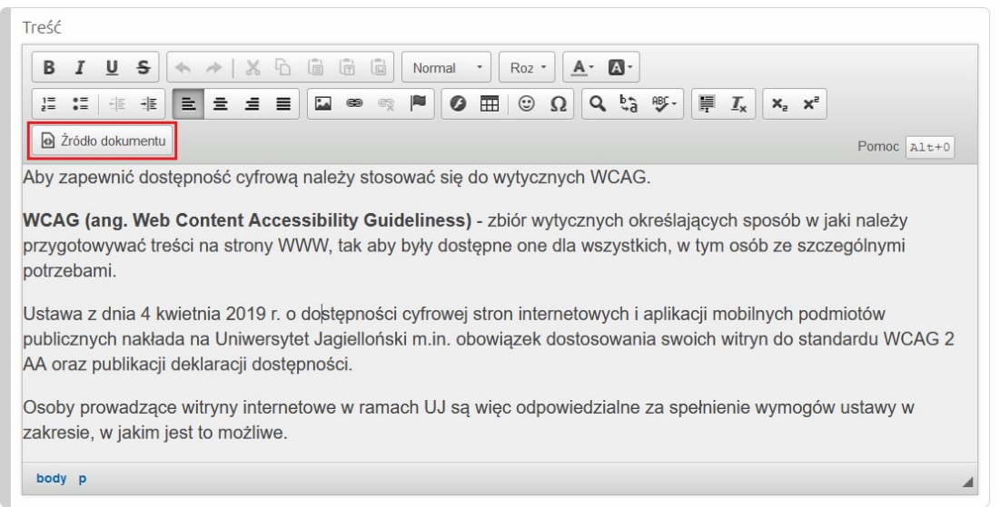 Treść
B I U S Normal Roz A A
Ω ABC Ix x₂ x²
Źródło dokumentu
Pomoc Alt+0
Aby zapewnić dostępność cyfrową należy stosować się do wytycznych WCAG.
WCAG (ang. Web Content Accessibility Guideliness) - zbiór wytycznych określających sposób w jaki należy
przygotowywać treści na strony WWW, tak aby były dostępne one dla wszystkich, w tym osób ze szczególnymi
potrzebami.
Ustawa z dnia 4 kwietnia 2019 r. o dostępności cyfrowej stron internetowych i aplikacji mobilnych podmiotów
publicznych nakłada na Uniwersytet Jagielloński m.in. obowiązek dostosowania swoich witryn do standardu WCAG 2
AA oraz publikacji deklaracji dostępności.
Osoby prowadzące witryny internetowe w ramach UJ są więc odpowiedzialne za spełnienie wymogów ustawy w
zakresie, w jakim jest to możliwe.
body p